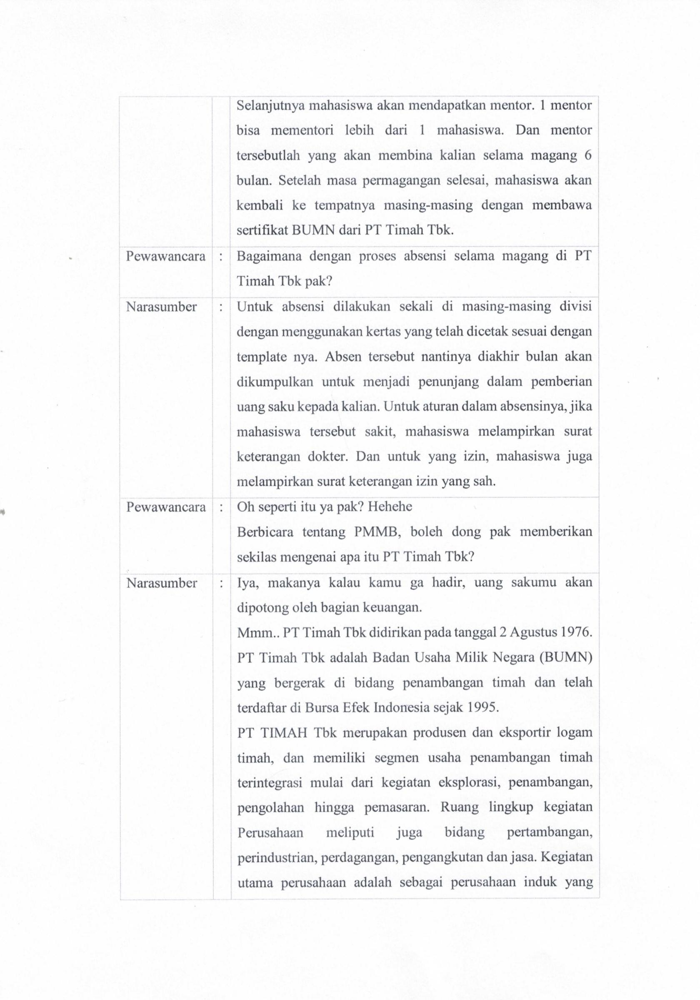 Selanjutnya mahasiswa akan mendapatkan mentor. 1 mentor
bisa mementori lebih dari 1 mahasiswa. Dan mentor
tersebutlah yang akan membina kalian selama magang 6
bulan. Setelah masa permagangan selesai, mahasiswa akan
kembali ke tempatnya masing-masing dengan membawa
sertifikat BUMN dari PT Timah Tbk.
Pewawancara : Bagaimana dengan proses absensi selama magang di PT
Timah Tbk pak?
Narasumber : Untuk absensi dilakukan sekali di masing-masing divisi
dengan menggunakan kertas yang telah dicetak sesuai dengan
template nya. Absen tersebut nantinya diakhir bulan akan
dikumpulkan untuk menjadi penunjang dalam pemberian
uang saku kepada kalian. Untuk aturan dalam absensinya, jika
mahasiswa tersebut sakit, mahasiswa melampirkan surat
keterangan dokter. Dan untuk yang izin, mahasiswa juga
melampirkan surat keterangan izin yang sah.
Pewawancara : Oh seperti itu ya pak? Hehehe
Berbicara tentang PMMB, boleh dong pak memberikan
sekilas mengenai apa itu PT Timah Tbk?
Narasumber : Iya, makanya kalau kamu ga hadir, uang sakumu akan
dipotong oleh bagian keuangan.
Mmm.. PT Timah Tbk didirikan pada tanggal 2 Agustus 1976.
PT Timah Tbk adalah Badan Usaha Milik Negara (BUMN)
yang bergerak di bidang penambangan timah dan telah
terdaftar di Bursa Efek Indonesia sejak 1995.
PT TIMAH Tbk merupakan produsen dan eksportir logam
timah, dan memiliki segmen usaha penambangan timah
terintegrasi mulai dari kegiatan eksplorasi, penambangan,
pengolahan hingga pemasaran. Ruang lingkup kegiatan
Perusahaan meliputi juga bidang pertambangan,
perindustrian, perdagangan, pengangkutan dan jasa. Kegiatan
utama perusahaan adalah sebagai perusahaan induk yang